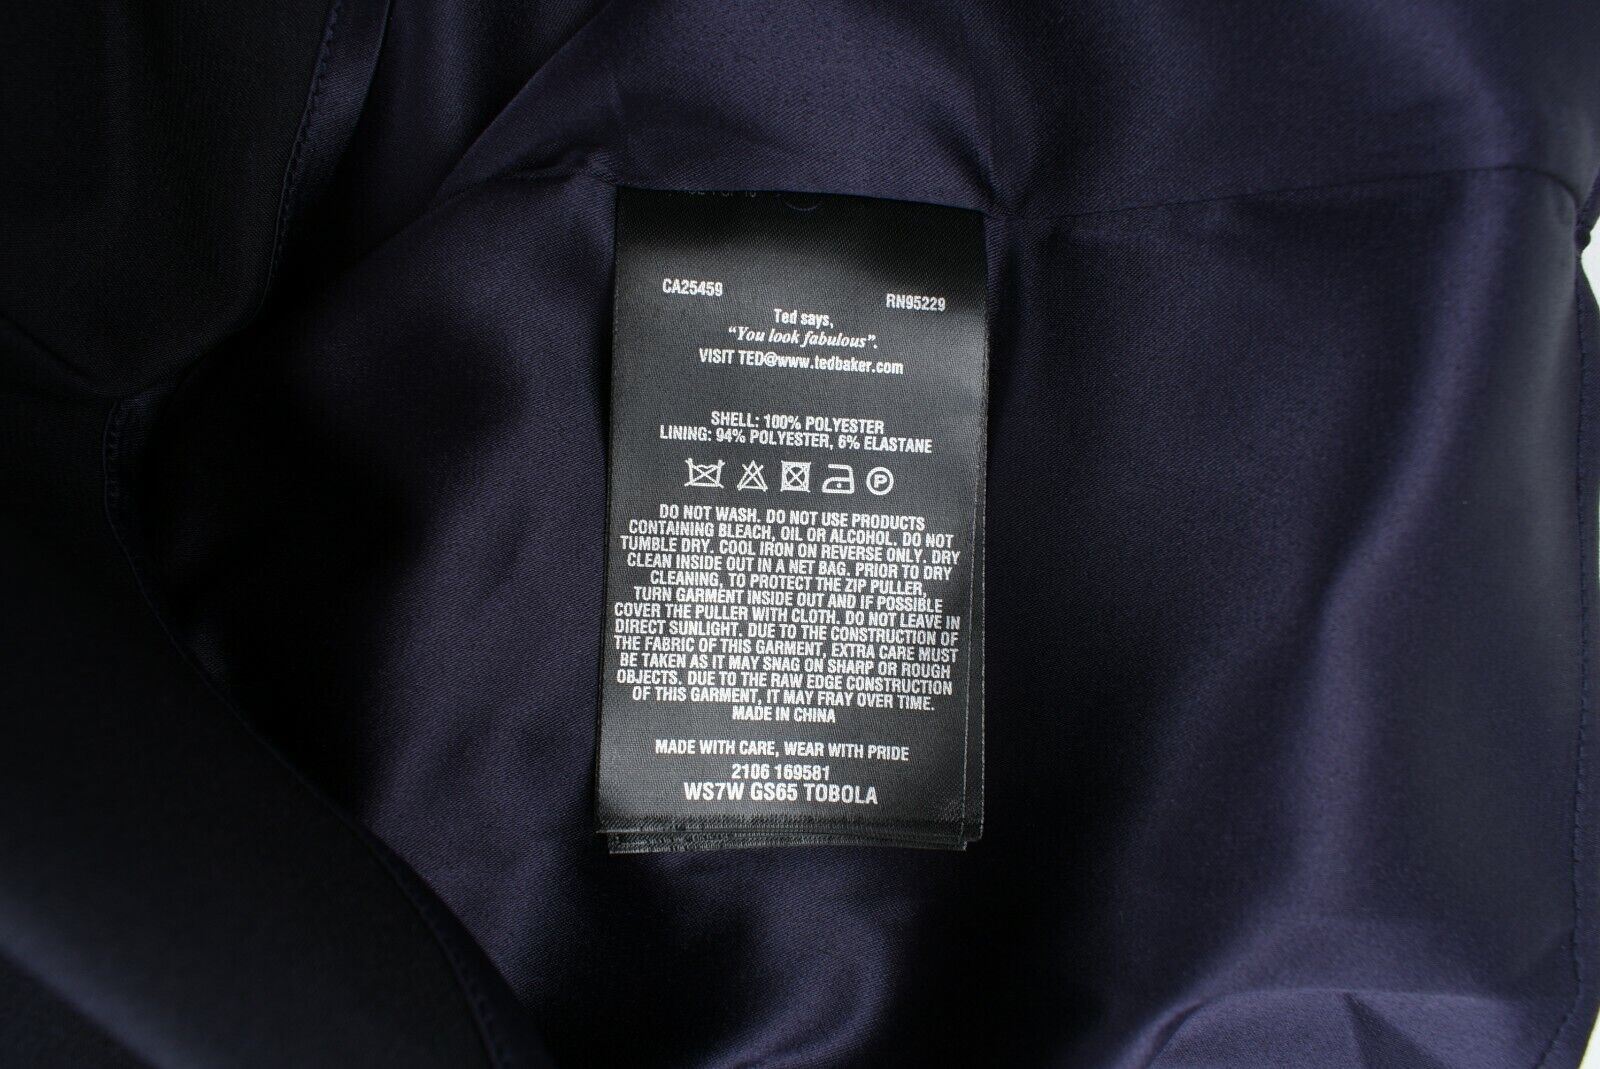 CA25459
RN95229
Ted says,
"You look fabulous".
VISIT TED@www.tedbaker.com
SHELL: 100% POLYESTER
LINING: 94% POLYESTER, 6% ELASTANE
P
DO NOT WASH. DO NOT USE PRODUCTS
CONTAINING BLEACH, OIL OR ALCOHOL. DO NOT
TUMBLE DRY. COOL IRON ON REVERSE ONLY. DRY
CLEAN INSIDE OUT IN A NET BAG. PRIOR TO DRY
CLEANING, TO PROTECT THE ZIP PULLER,
TURN GARMENT INSIDE OUT AND IF POSSIBLE
COVER THE PULLER WITH CLOTH. DO NOT LEAVE IN
DIRECT SUNLIGHT. DUE TO THE CONSTRUCTION OF
THE FABRIC OF THIS GARMENT, EXTRA CARE MUST
BE TAKEN AS IT MAY SNAG ON SHARP OR ROUGH
OBJECTS. DUE TO THE RAW EDGE CONSTRUCTION
OF THIS GARMENT, IT MAY FRAY OVER TIME.
MADE IN CHINA
MADE WITH CARE, WEAR WITH PRIDE
2106 169581
WS7W GS65 TOBOLA